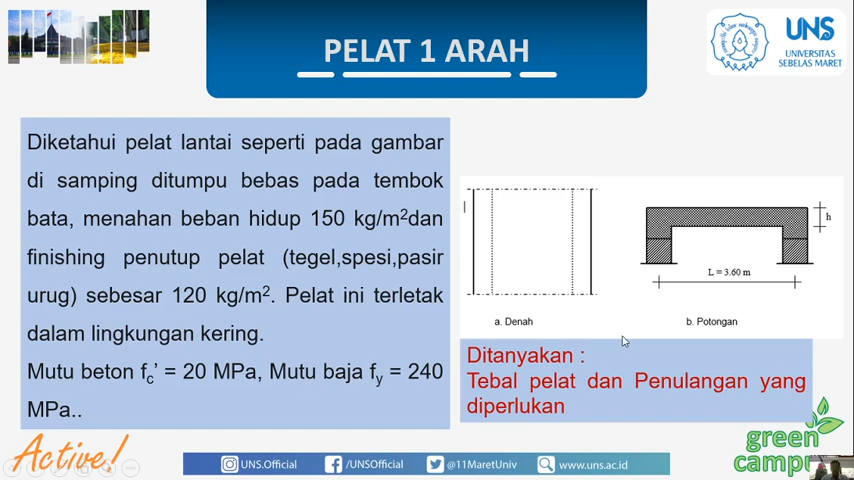 PELAT 1 ARAH
UNS
UNIVERSITAS
SEBELAS MARET
Diketahui pelat lantai seperti pada gambar
di samping ditumpu bebas pada tembok
bata, menahan beban hidup 150 kg/m²dan
finishing penutup pelat (tegel,spesi,pasir
urug) sebesar 120 kg/m². Pelat ini terletak
dalam lingkungan kering.
Mutu beton fc’ = 20 MPa, Mutu baja fy = 240
MPa..
h
L = 3.60 m
a. Denah
b. Potongan
Ditanyakan :
Tebal pelat dan Penulangan yang
diperlukan
Active!
UNS.Official
/UNSOfficial
@11MaretUniv
www.uns.ac.id
green
camp